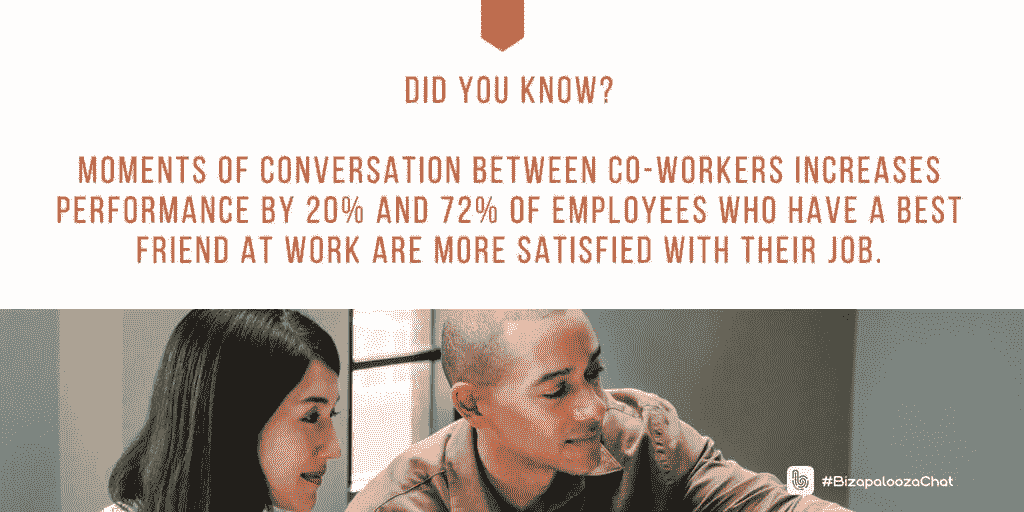 DID YOU KNOW?
MOMENTS OF CONVERSATION BETWEEN CO-WORKERS INCREASES
PERFORMANCE BY 20% AND 72% OF EMPLOYEES WHO HAVE A BEST
FRIEND AT WORK ARE MORE SATISFIED WITH THEIR JOB.
#BizapaloozaChat